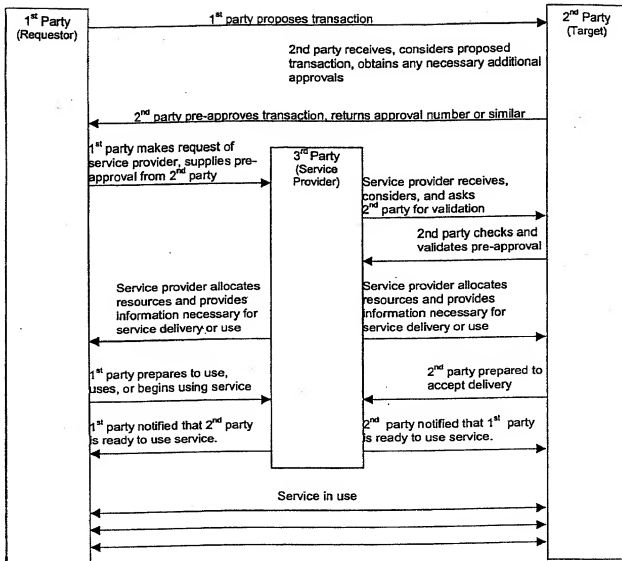 1st Party
(Requestor)
1st party proposes transaction
2nd Party
(Target)
2nd party receives, considers proposed
transaction, obtains any necessary additional
approvals
2nd party pre-approves transaction, returns approval number or similar
1st party makes request of
service provider, supplies pre-
approval from 2nd party
3rd Party
(Service
Provider)
Service provider receives,
considers, and asks
2nd party for validation
2nd party checks and
validates pre-approval
Service provider allocates
resources and provides
information necessary for
service delivery or use
Service provider allocates
resources and provides
information necessary for
service delivery or use
1st party prepares to use,
uses, or begins using service
2nd party prepared to
accept delivery
1st party notified that 2nd party
is ready to use service.
2nd party notified that 1st party
is ready to use service.
Service in use